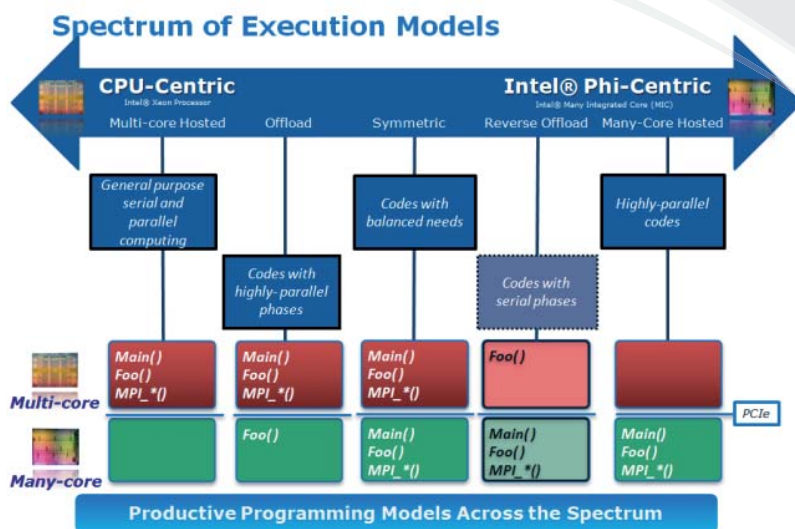 Spectrum of Execution Models
CPU-Centric
Intel® Xeon Processor
Intel® Phi-Centric
Intel® Many Integrated Core (MIC)
Multi-core Hosted
Offload
Symmetric
Reverse Offload
Many-Core Hosted
General purpose
serial and
parallel
computing
Codes with
highly- parallel
phases
Codes with
balanced needs
Codes with
serial phases
Highly-parallel
codes
Multi-core
Main()
Foo()
MPI_*()
Main()
Foo()
MPI_*()
Main()
Foo()
MPI_*()
Foo()
PCIe
Many-core
Foo()
Main()
Foo()
MPI_*()
Main()
Foo()
MPI_*()
Main()
Foo()
MPI_*()
Productive Programming Models Across the Spectrum